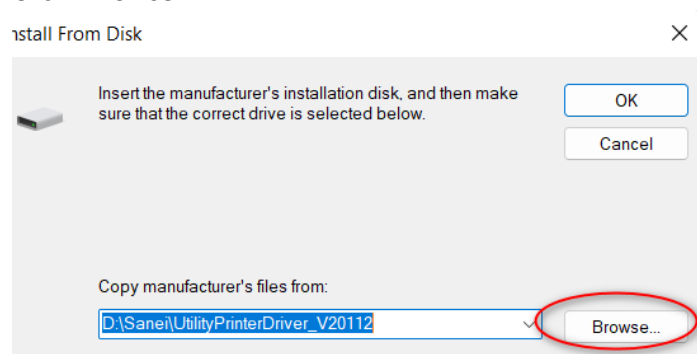 nstall From Disk
Insert the manufacturer's installation disk, and then make
sure that the correct drive is selected below.
OK
Cancel
Copy manufacturer's files from:
D:\Sanei\UtilityPrinterDriver_V20112
Browse...